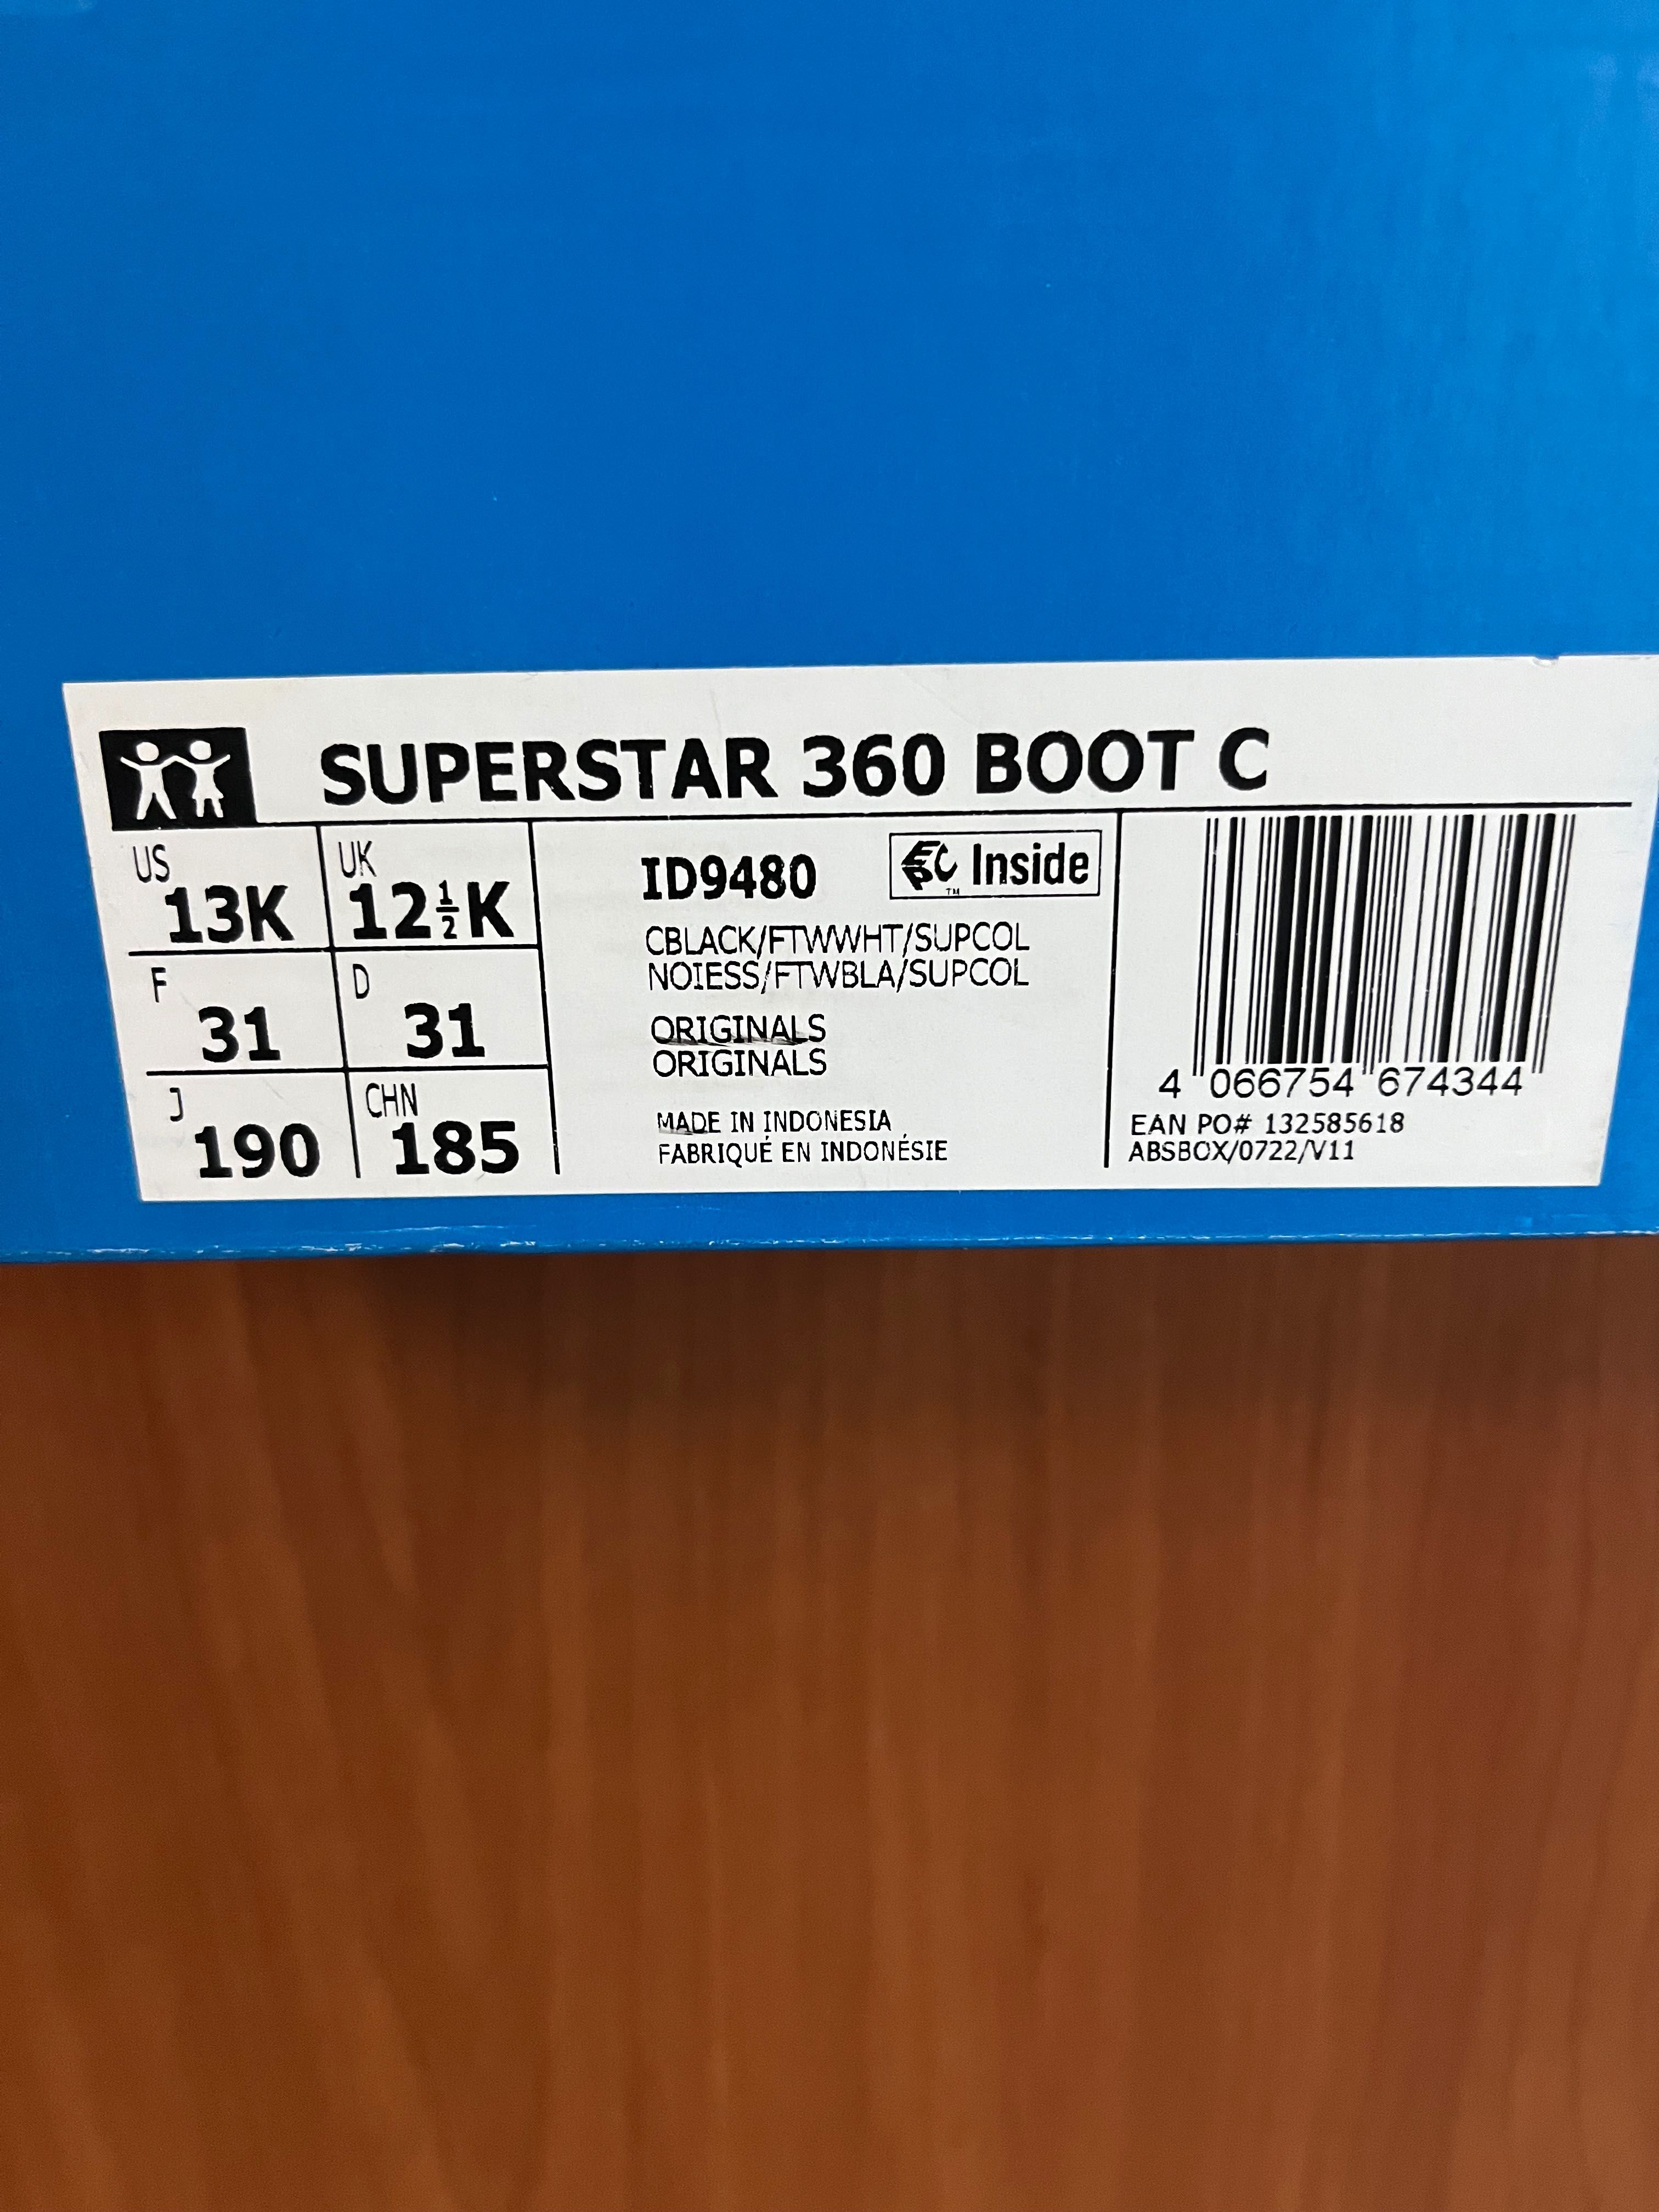 SUPERSTAR 360 BOOT C
US
13K
UK
12½K
F
31
D
31
J
190
CHN
185
ID9480
EPC Inside
TM
CBLACK/FTWWHT/SUPCOL
NOIESS/FTWBLA/SUPCOL
ORIGINALS
ORIGINALS
MADE IN INDONESIA
FABRIQUÉ EN INDONÉSIE
4 066754 674344
EAN PO# 132585618
ABSBOX/0722/V11